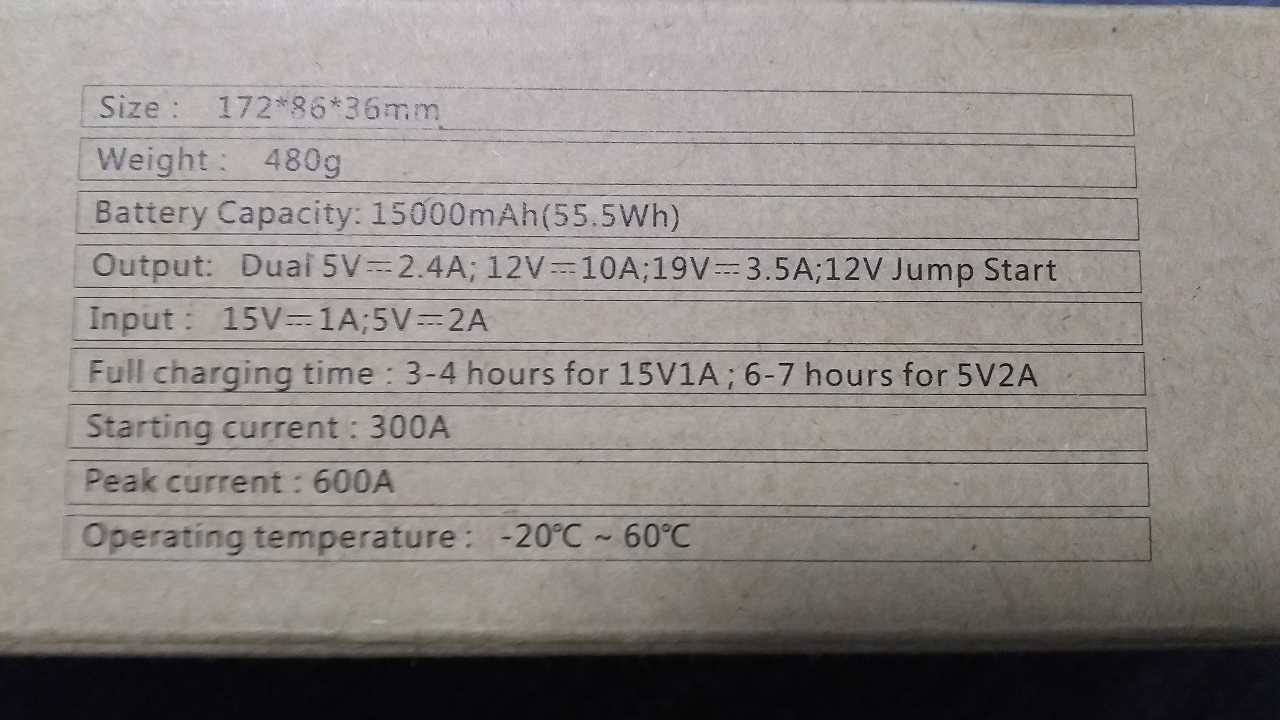 Size : 172*86*36mm
Weight : 480g
Battery Capacity: 15000mAh(55.5Wh)
Output: Dual 5V⎓2.4A; 12V⎓10A;19V⎓3.5A;12V Jump Start
Input : 15V⎓1A;5V⎓2A
Full charging time : 3-4 hours for 15V1A ; 6-7 hours for 5V2A
Starting current : 300A
Peak current : 600A
Operating temperature : -20℃ ~ 60℃